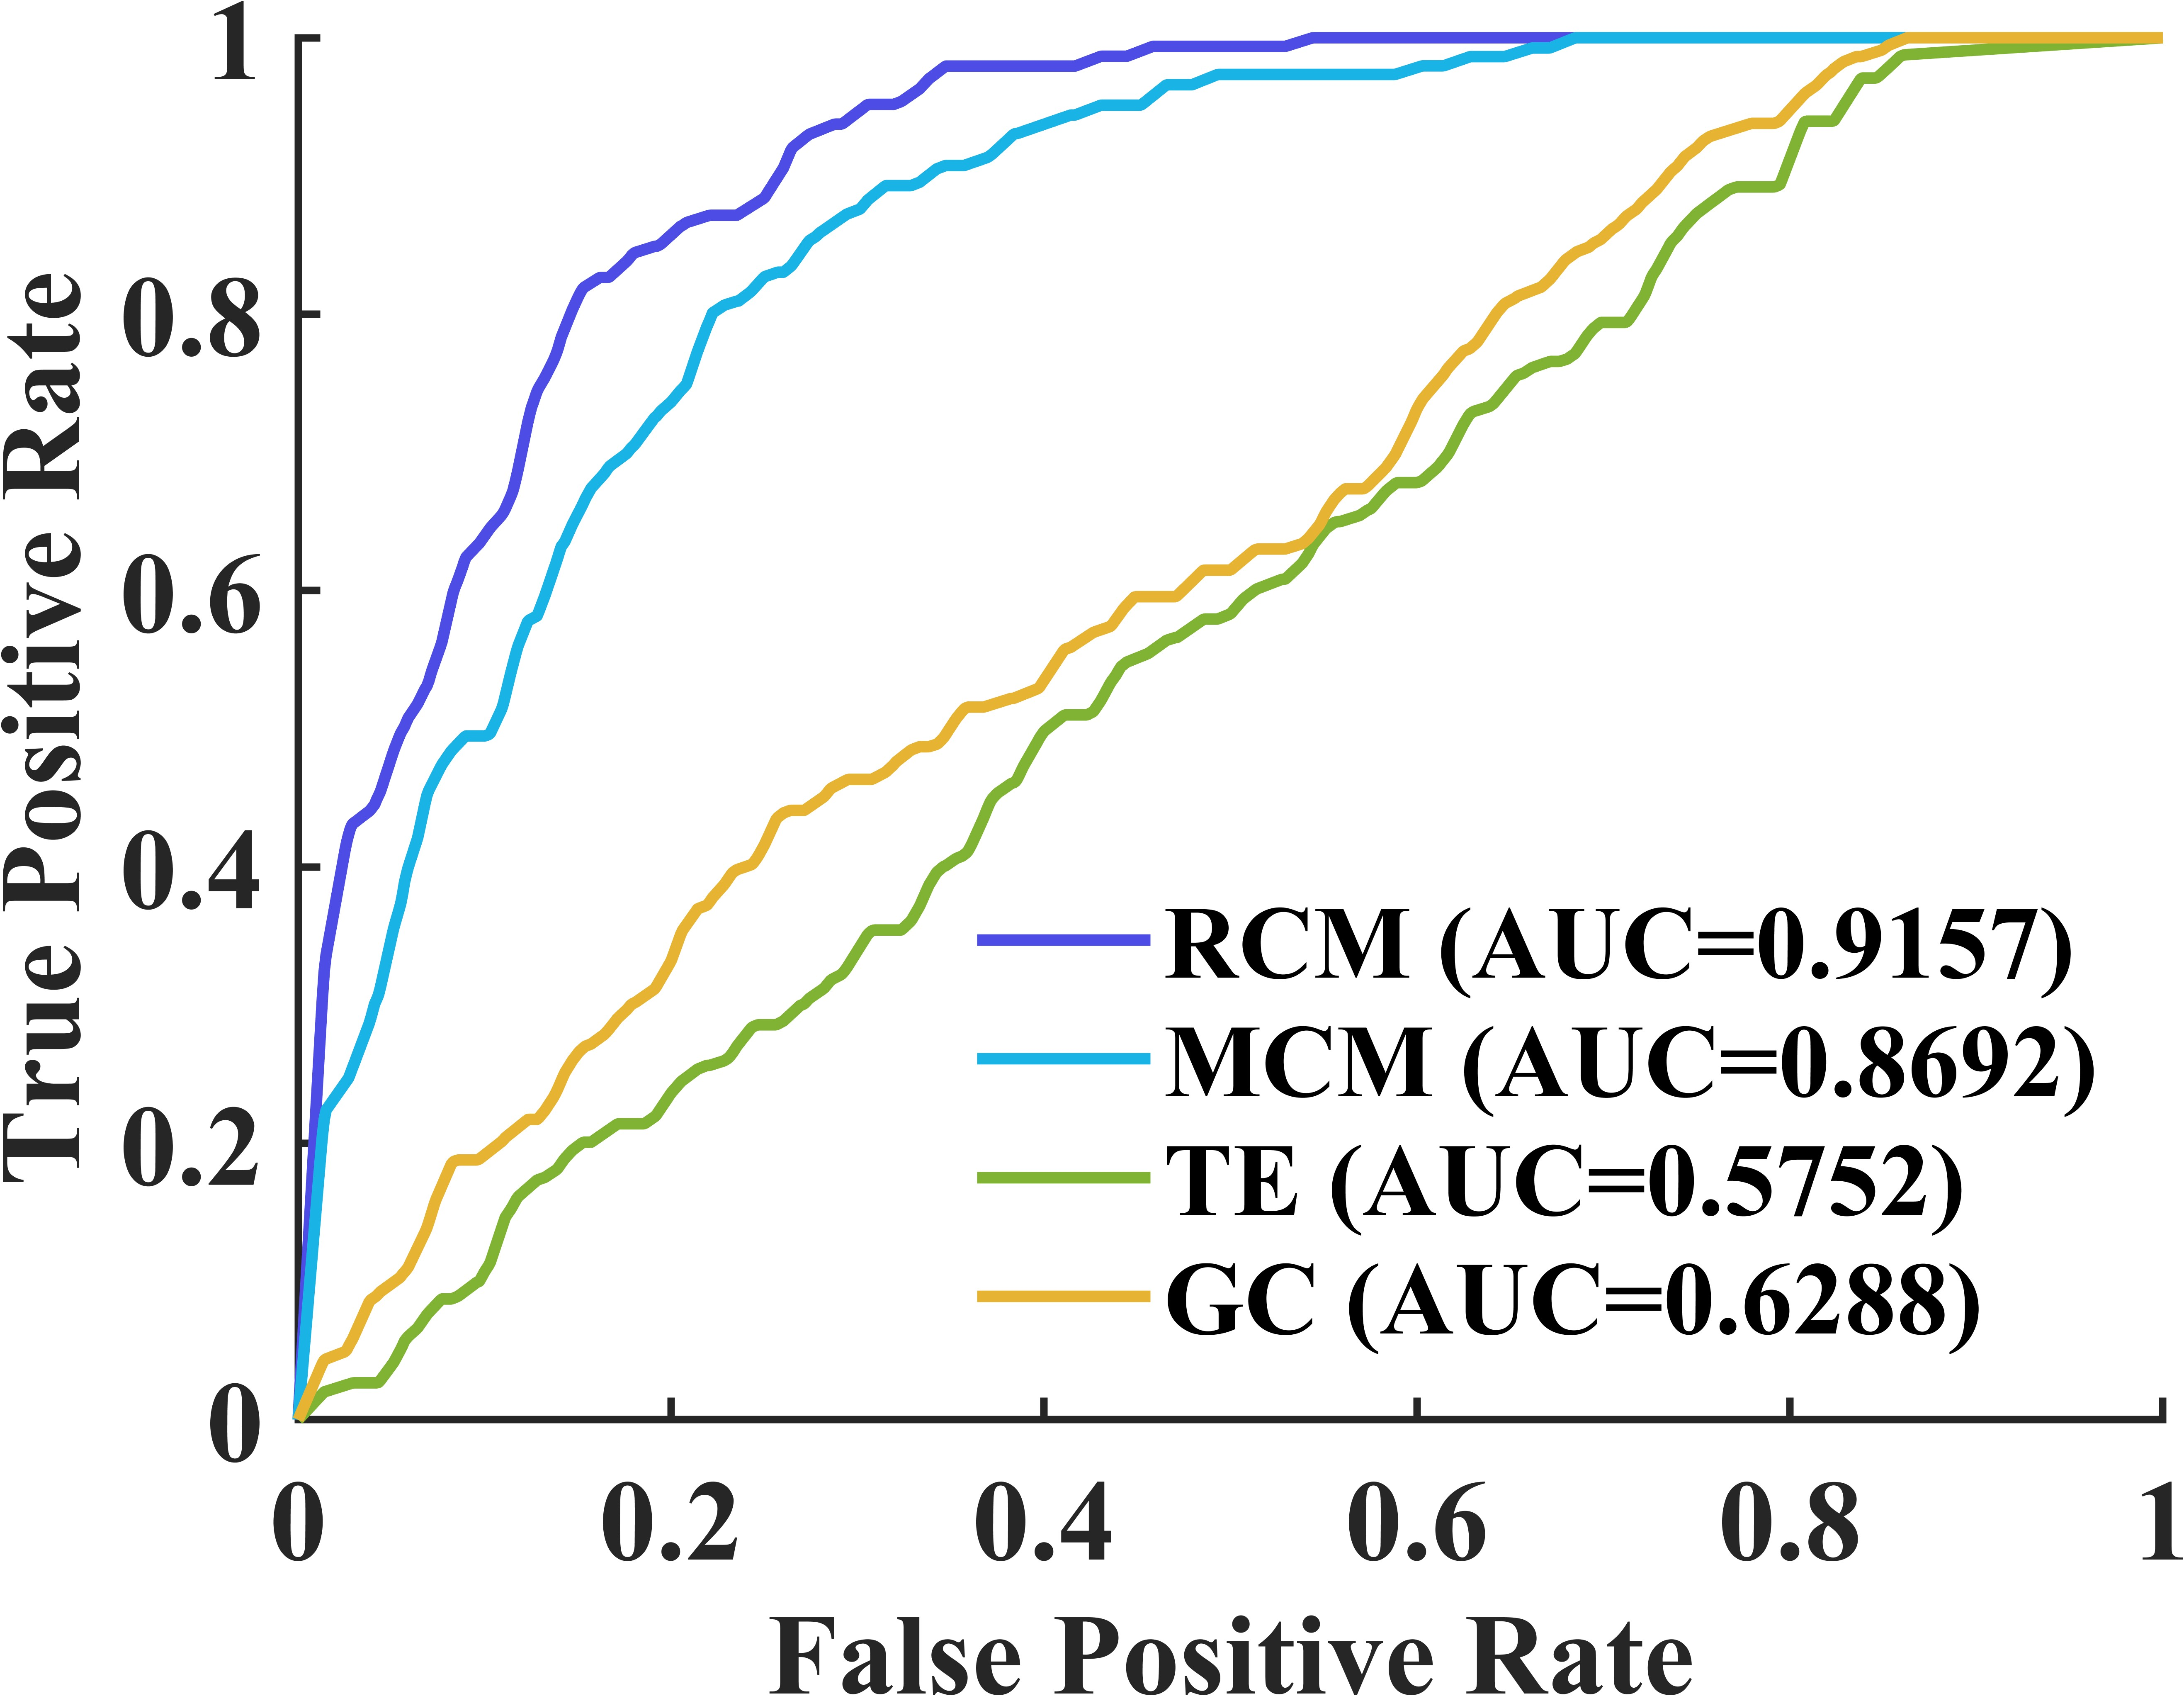 True Positive Rate
1
0.8
0.6
0.4
0.2
0
RCM (AUC=0.9157)
MCM (AUC=0.8692)
TE (AUC=0.5752)
GC (AUC=0.6288)
0 0.2 0.4 0.6 0.8 1
False Positive Rate